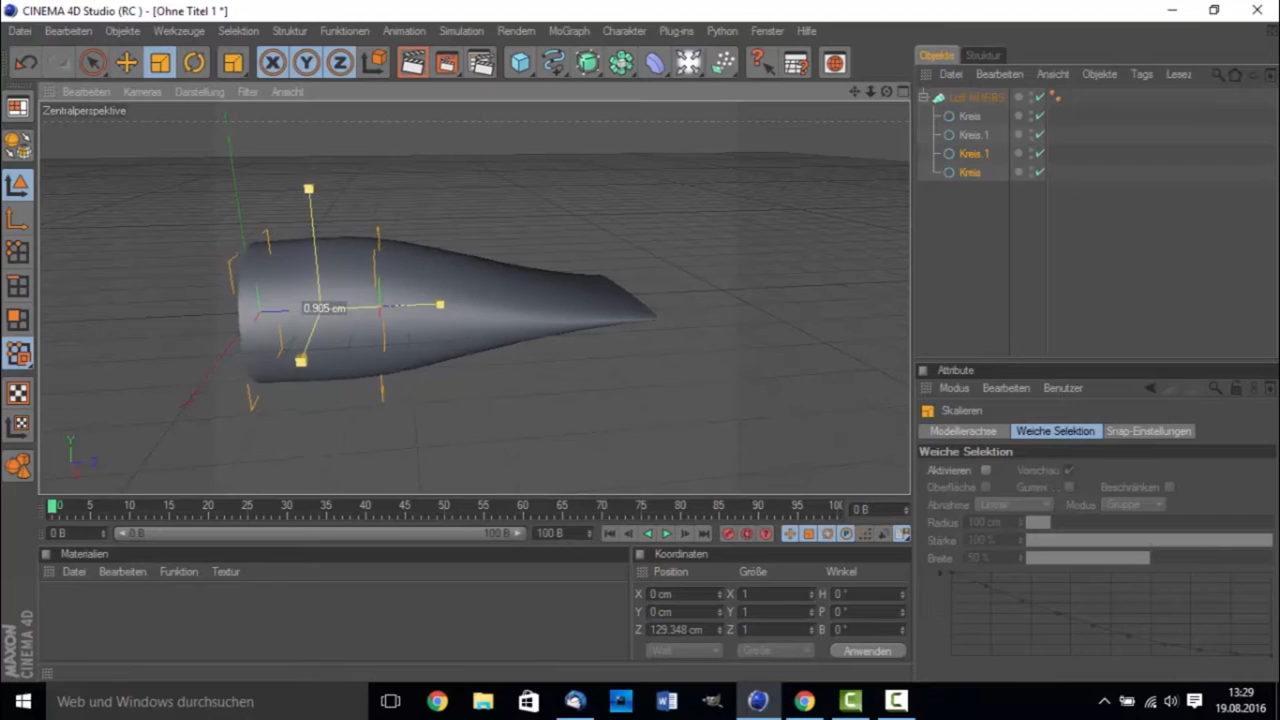 CINEMA 4D Studio (RC ) - [Ohne Titel 1 *]
Datei Bearbeiten Objekte Werkzeuge Selektion Struktur Funktionen Animation Simulation Rendern MoGraph Charakter Plug-ins Python Fenster Hilfe
Bearbeiten Kameras Darstellung Filter Ansicht
Zentralperspektive
0.905 cm
Y
Z
0 5 10 15 20 25 30 35 40 45 50 55 60 65 70 75 80 85 90 95 10(
0 B
0 B 0 B 100 B 100 B
Materialien
Datei Bearbeiten Funktion Textur
Koordinaten
Position Größe Winkel
X 0 cm X 1 H 0 °
Y 0 cm Y 1 P 0 °
Z 129.348 cm Z 1 B 0 °
Welt Größe Anwenden
Objekte Struktur
Datei Bearbeiten Ansicht Objekte Tags Lesez
NURBS
Kreis
Kreis 1
Kreis 1
Kreis
Attribute
Modus Bearbeiten Benutzer
Skalieren
Modellierachse Weiche Selektion Snap-Einstellungen
Weiche Selektion
Aktivieren Vorschau
Oberfläche Gummi . . Beschränken
Abnahme Linear Modus Gruppe
Radius 100 cm
Stärke 100 %
Breite 50 %
MAXON
CINEMA 4D
Web und Windows durchsuchen
13:29
19.08.2016